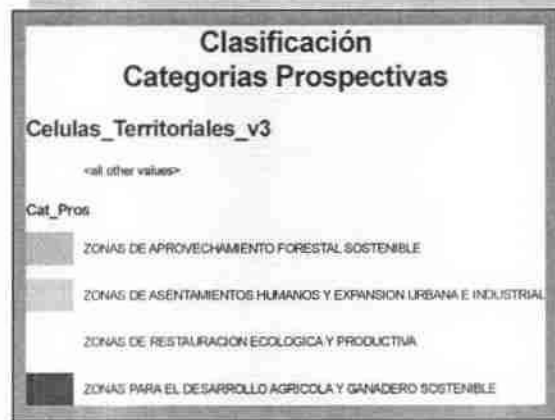 Clasificación
Categorias Prospectivas
Celulas_Territoriales_v3
<all other values>
Cat_Pros
ZONAS DE APROVECHAMIENTO FORESTAL SOSTENIBLE
ZONAS DE ASENTAMIENTOS HUMANOS Y EXPANSION URBANA E INDUSTRIAL
ZONAS DE RESTAURACION ECOLOGICA Y PRODUCTIVA
ZONAS PARA EL DESARROLLO AGRICOLA Y GANADERO SOSTENIBLE